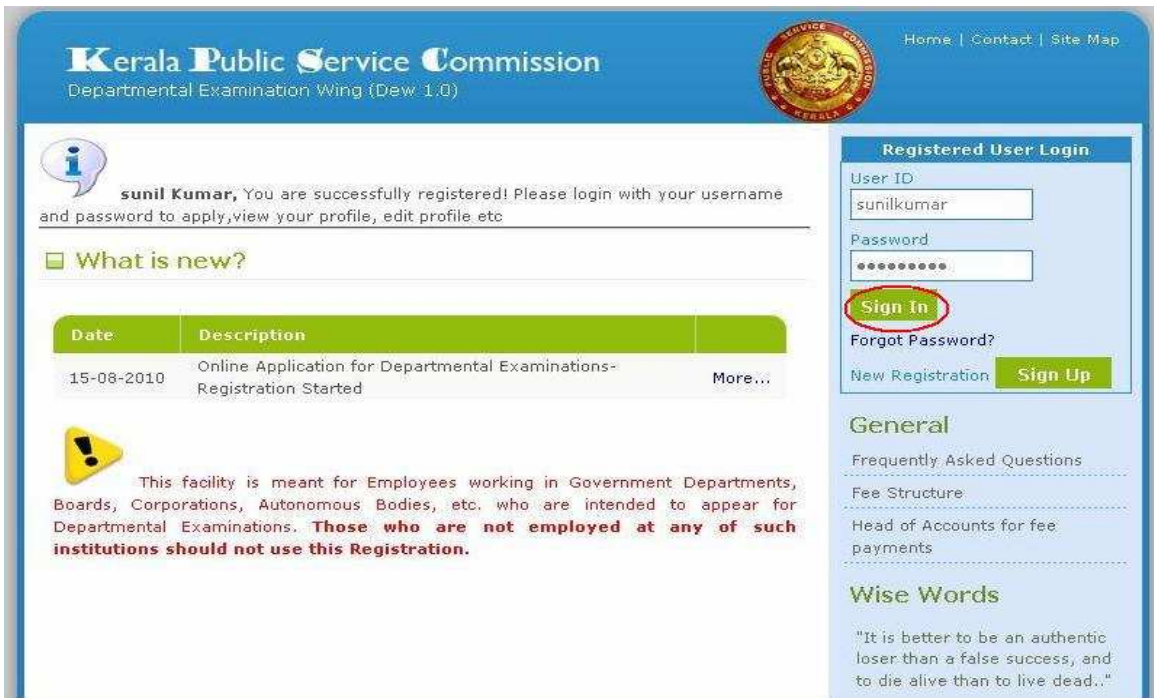 Kerala Public Service Commission
Departmental Examination Wing (Dew 1.0)
PUBLIC SERVICE COMMISSION
KERALA
Home | Contact | Site Map
sunil Kumar, You are successfully registered! Please login with your username
and password to apply,view your profile, edit profile etc
What is new?
Date Description
15-08-2010 Online Application for Departmental Examinations-
Registration Started More...
This facility is meant for Employees working in Government Departments,
Boards, Corporations, Autonomous Bodies, etc. who are intended to appear for
Departmental Examinations. Those who are not employed at any of such
institutions should not use this Registration.
Registered User Login
User ID
sunilkumar
Password
•••••••••
Sign In
Forgot Password?
New Registration Sign Up
General
Frequently Asked Questions
Fee Structure
Head of Accounts for fee
payments
Wise Words
"It is better to be an authentic
loser than a false success, and
to die alive than to live dead.."